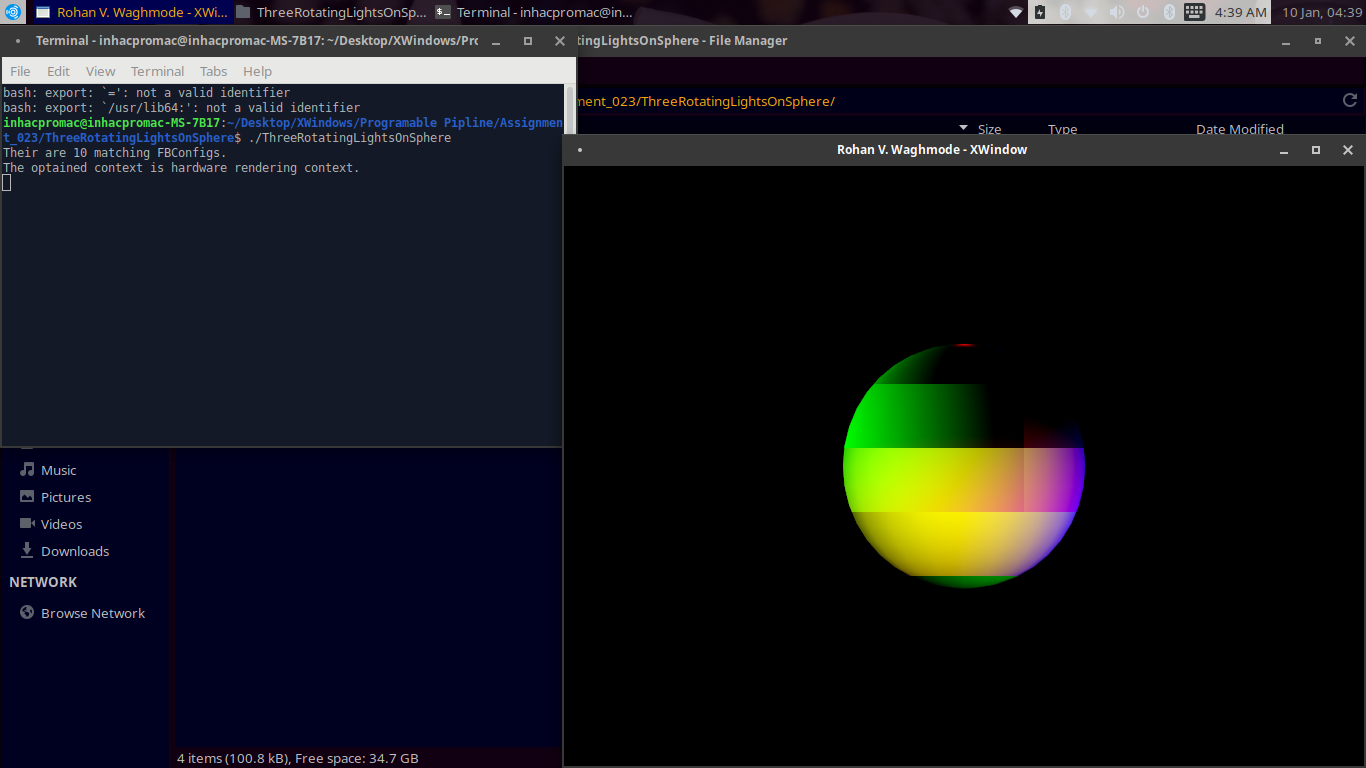 Rohan V. Waghmode - XWi...
ThreeRotatingLightsOnSp...
Terminal - inhacpromac@in...
4:39 AM
10 Jan, 04:39
Terminal - inhacpromac@inhacpromac-MS-7B17: ~/Desktop/XWindows/Pro
tingLightsOnSphere - File Manager
File Edit View Terminal Tabs Help
bash: export: `=': not a valid identifier
bash: export: `/usr/lib64:': not a valid identifier
inhacpromac@inhacpromac-MS-7B17:~/Desktop/XWindows/Programable Pipline/Assignmen
t_023/ThreeRotatingLightsOnSphere$ ./ThreeRotatingLightsOnSphere
Their are 10 matching FBConfigs.
The optained context is hardware rendering context.
ment_023/ThreeRotatingLightsOnSphere/
Size Type Date Modified
Rohan V. Waghmode - XWindow
Music
Pictures
Videos
Downloads
NETWORK
Browse Network
4 items (100.8 kB), Free space: 34.7 GB